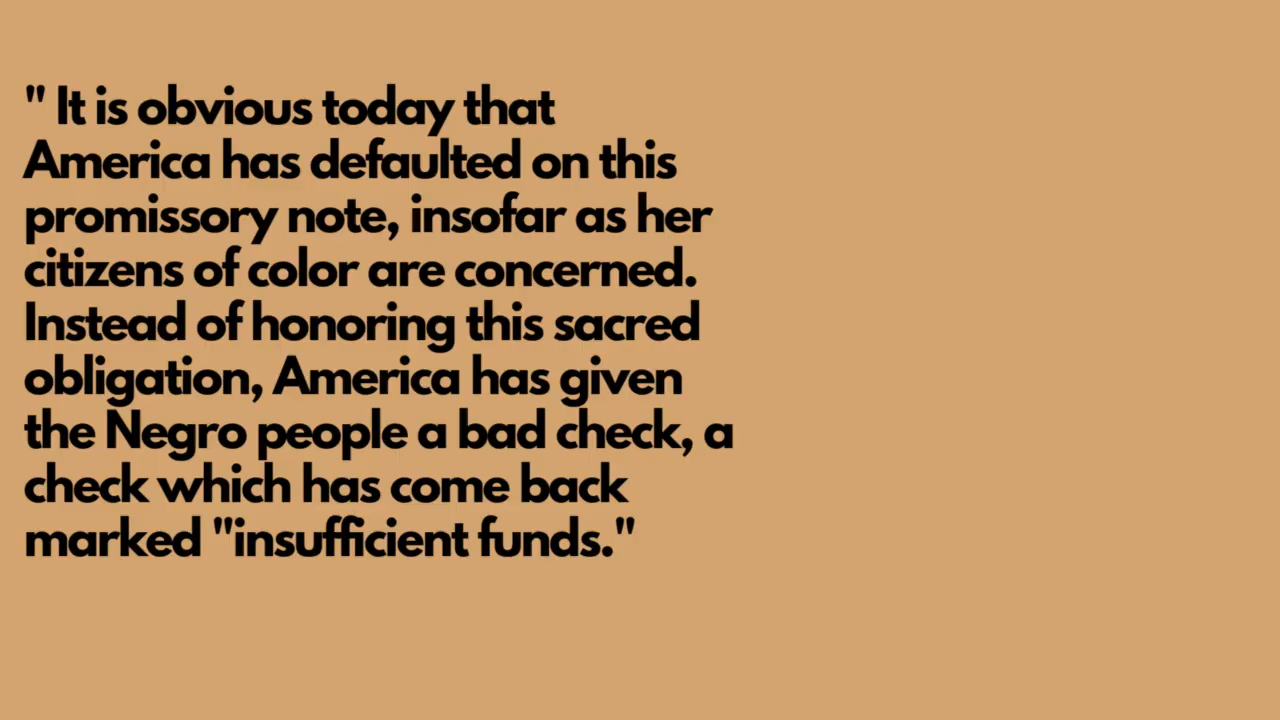 " It is obvious today that
America has defaulted on this
promissory note, insofar as her
citizens of color are concerned.
Instead of honoring this sacred
obligation, America has given
the Negro people a bad check, a
check which has come back
marked "insufficient funds."